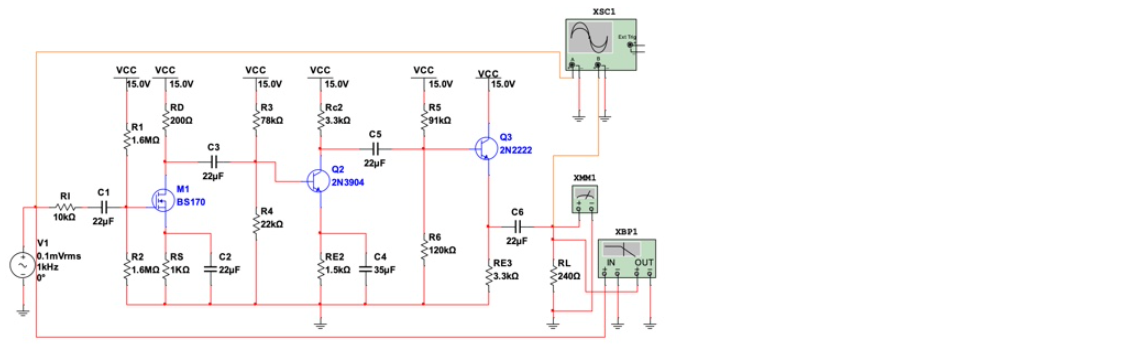 XSC1
Ext Trig
A
B
VCC
15.0V
VCC
15.0V
VCC
15.0V
VCC
15.0V
VCC
15.0V
VCC
15.0V
R1
1.6MΩ
RD
200Ω
R3
78kΩ
Rc2
3.3kΩ
R5
91kΩ
Q3
2N2222
C5
22µF
C3
22µF
Q2
2N3904
M1
BS170
RI
10kΩ
C1
22µF
R4
22kΩ
C6
22µF
XMM1
XBP1
IN
OUT
V1
0.1mVrms
1kHz
0°
R2
1.6MΩ
RS
1KΩ
C2
22µF
RE2
1.5kΩ
C4
35µF
R6
120kΩ
RE3
3.3kΩ
RL
240Ω